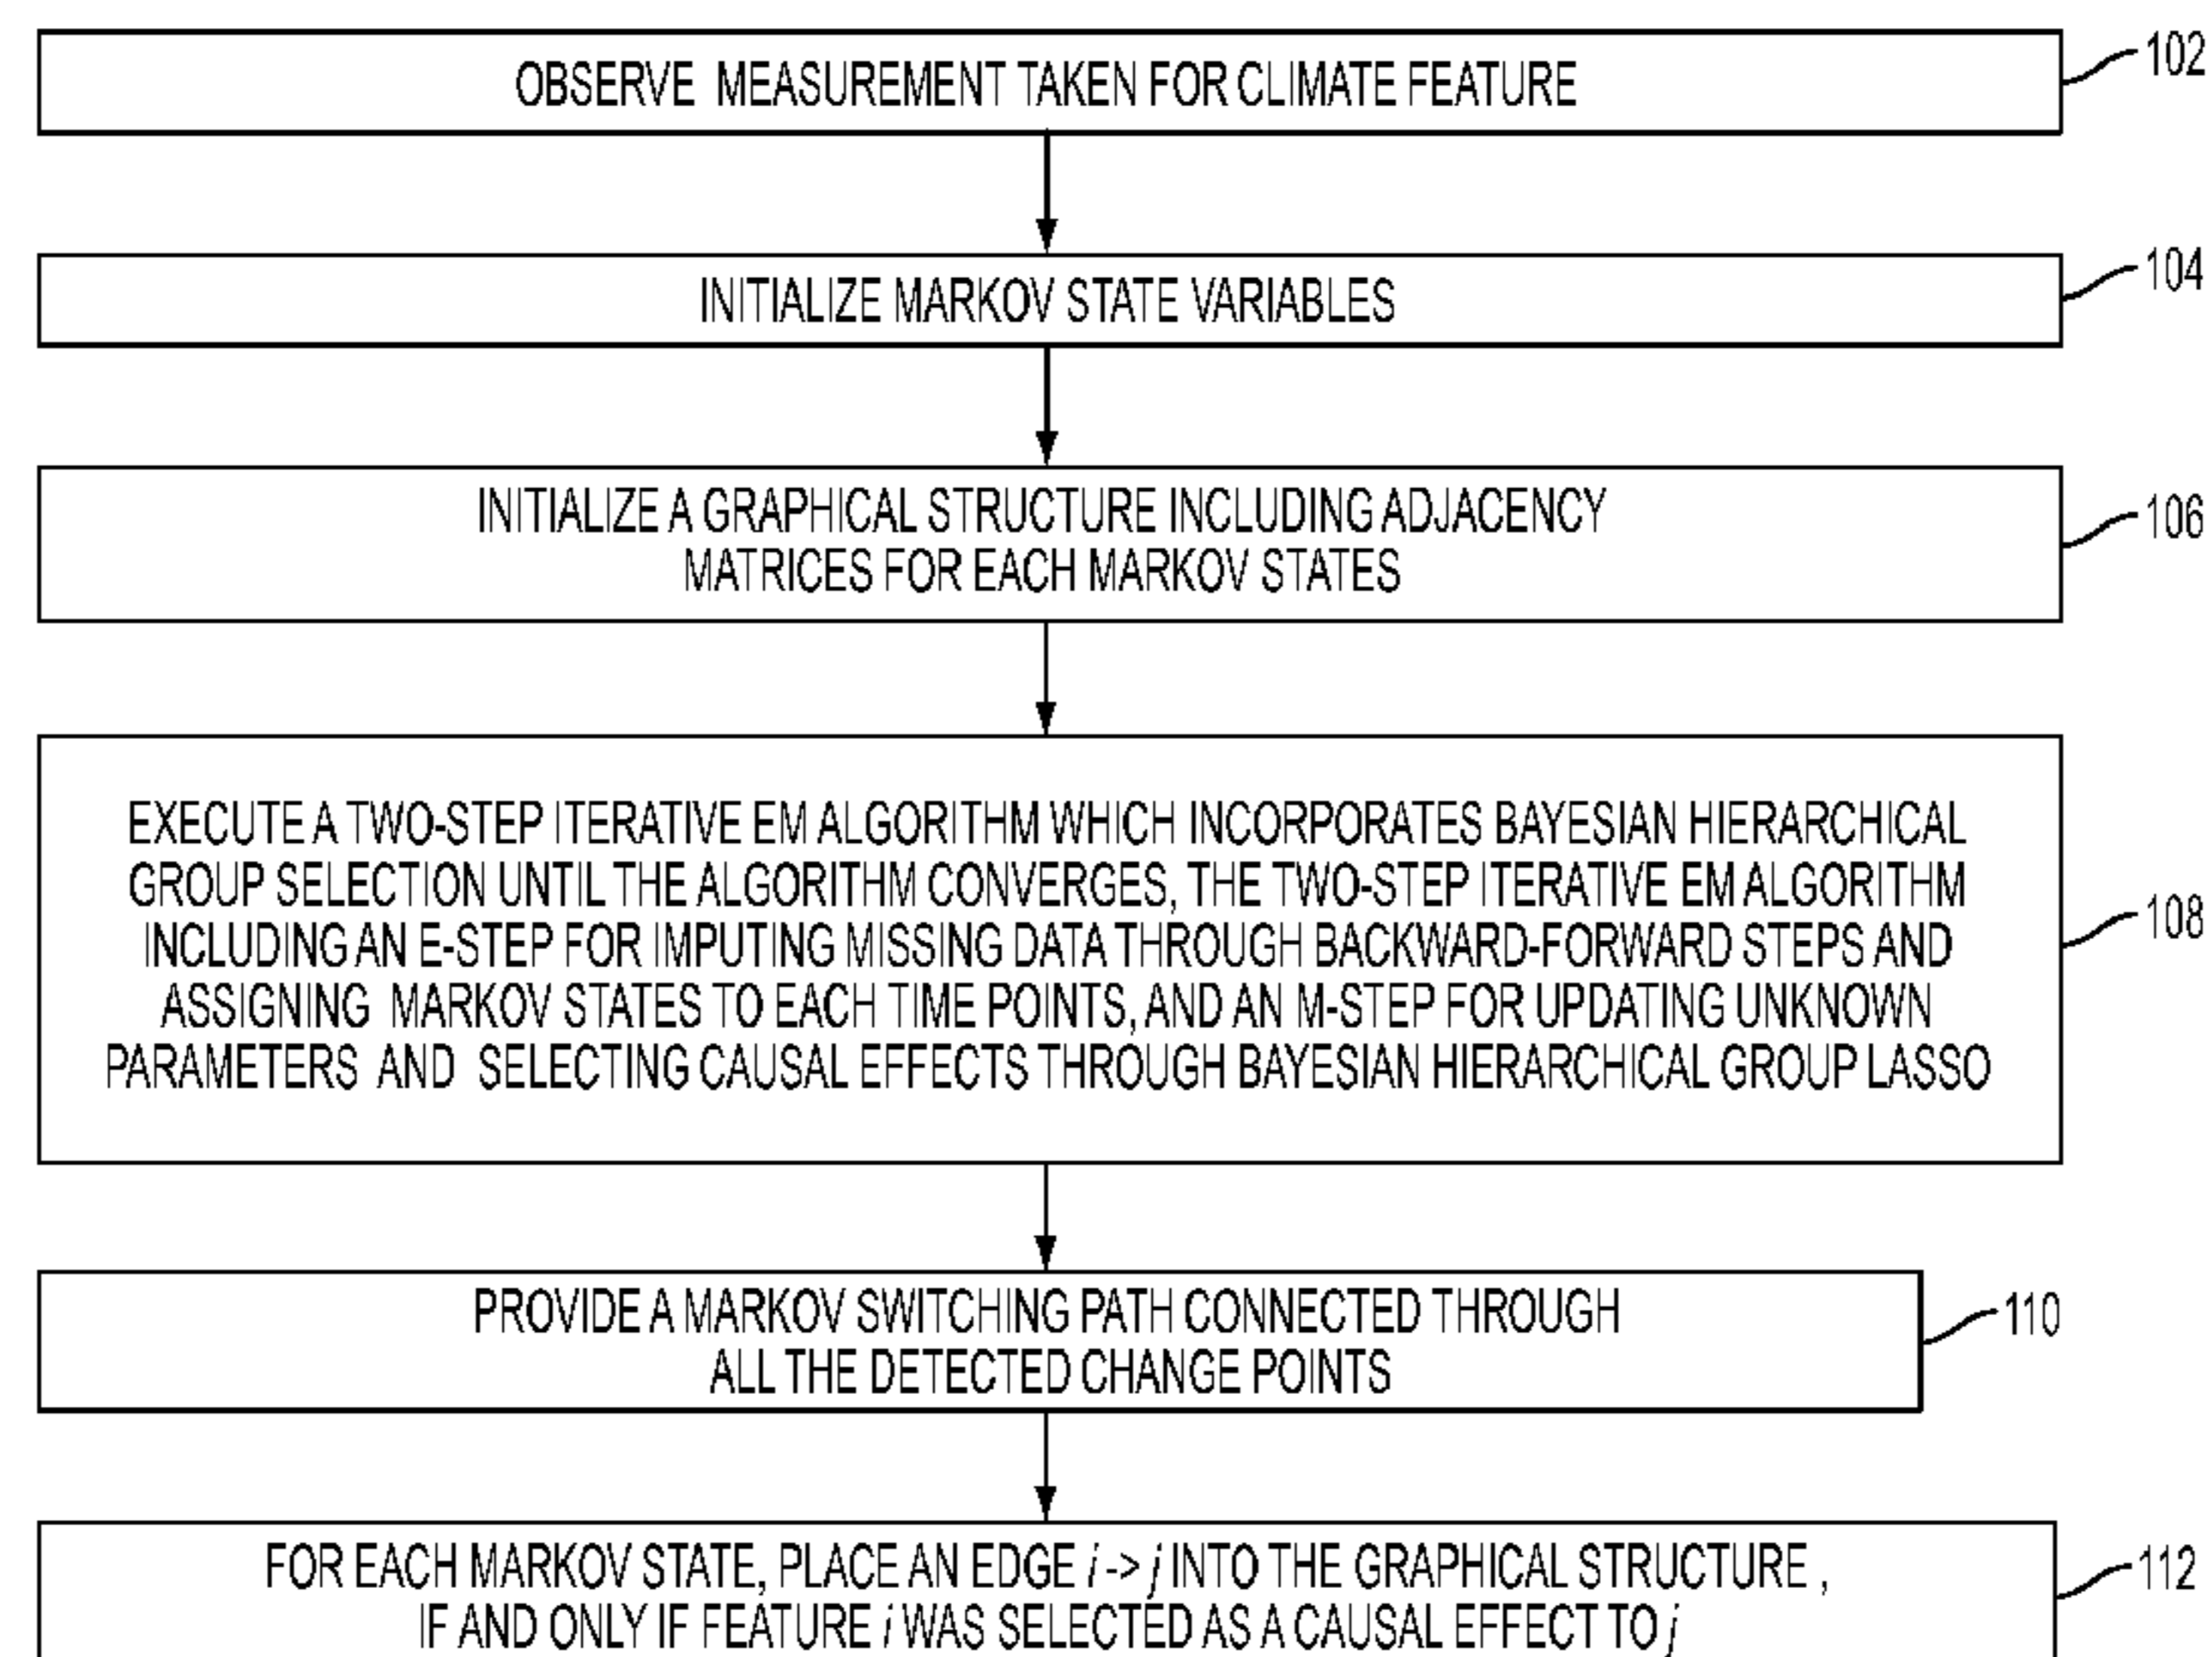 OBSERVE MEASUREMENT TAKEN FOR CLIMATE FEATURE
102
INITIALIZE MARKOV STATE VARIABLES
104
INITIALIZE A GRAPHICAL STRUCTURE INCLUDING ADJACENCY
MATRICES FOR EACH MARKOV STATES
106
EXECUTE A TWO-STEP ITERATIVE EM ALGORITHM WHICH INCORPORATES BAYESIAN HIERARCHICAL
GROUP SELECTION UNTIL THE ALGORITHM CONVERGES, THE TWO-STEP ITERATIVE EM ALGORITHM
INCLUDING AN E-STEP FOR IMPUTING MISSING DATA THROUGH BACKWARD-FORWARD STEPS AND
ASSIGNING MARKOV STATES TO EACH TIME POINTS, AND AN M-STEP FOR UPDATING UNKNOWN
PARAMETERS AND SELECTING CAUSAL EFFECTS THROUGH BAYESIAN HIERARCHICAL GROUP LASSO
108
PROVIDE A MARKOV SWITCHING PATH CONNECTED THROUGH
ALL THE DETECTED CHANGE POINTS
110
FOR EACH MARKOV STATE, PLACE AN EDGE i -> j INTO THE GRAPHICAL STRUCTURE ,
IF AND ONLY IF FEATURE i WAS SELECTED AS A CAUSAL EFFECT TO j
112